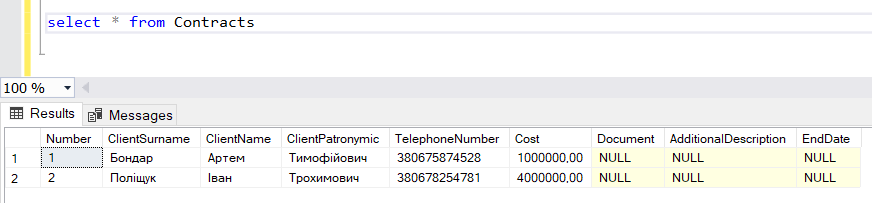 select * from Contracts
100 %
Results Messages
Number ClientSurname ClientName ClientPatronymic TelephoneNumber Cost Document AdditionalDescription EndDate
1 1 Бондар Артем Тимофійович 380675874528 1000000,00 NULL NULL NULL
2 2 Поліщук Іван Трохимович 380678254781 4000000,00 NULL NULL NULL